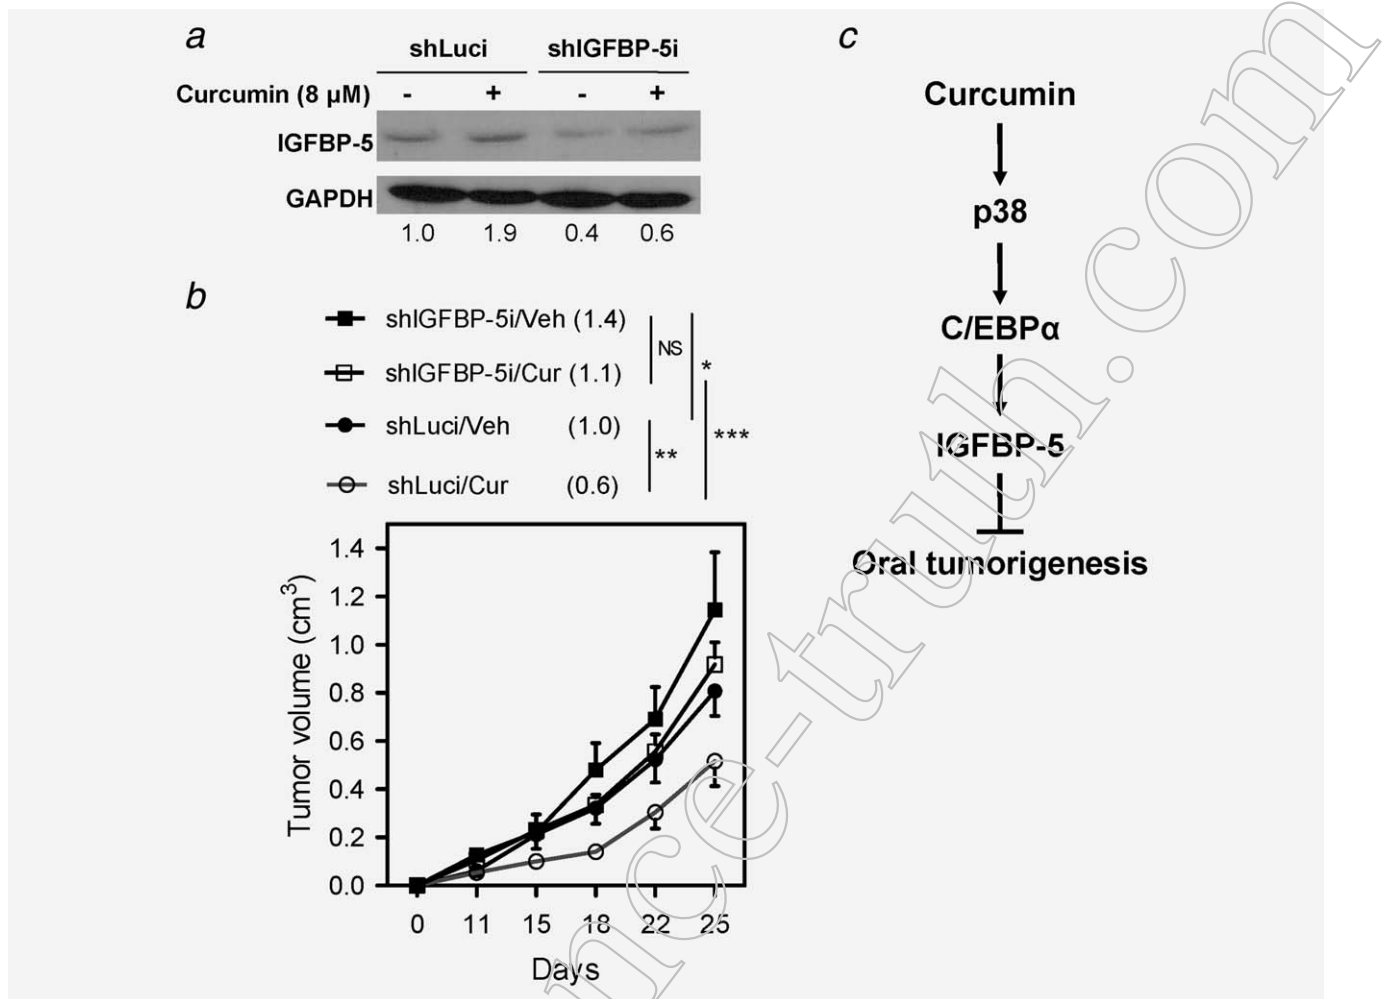 a
shLuci shIGFBP-5i
Curcumin (8 µM) - + - +
IGFBP-5
GAPDH
1.0 1.9 0.4 0.6
b
shIGFBP-5i/Veh (1.4)
NS
shIGFBP-5i/Cur (1.1)
*
shLuci/Veh (1.0)
***
**
shLuci/Cur (0.6)
Tumor volume (cm³)
1.4
1.2
1.0
0.8
0.6
0.4
0.2
0.0
0 11 15 18 22 25
Days
c
Curcumin
p38
C/EBPα
IGFBP-5
Oral tumorigenesis
nce-truth.com